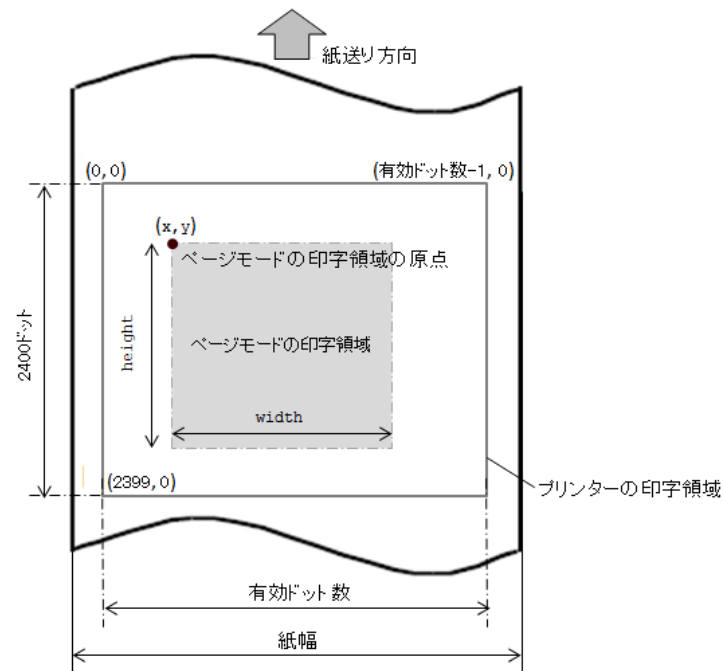 紙送り方向
(0,0)
(有効ドット数-1, 0)
(x,y)
ページモードの印字領域の原点
2400ドット
height
ページモードの印字領域
width
(2399,0)
プリンターの印字領域
有効ドット数
紙幅